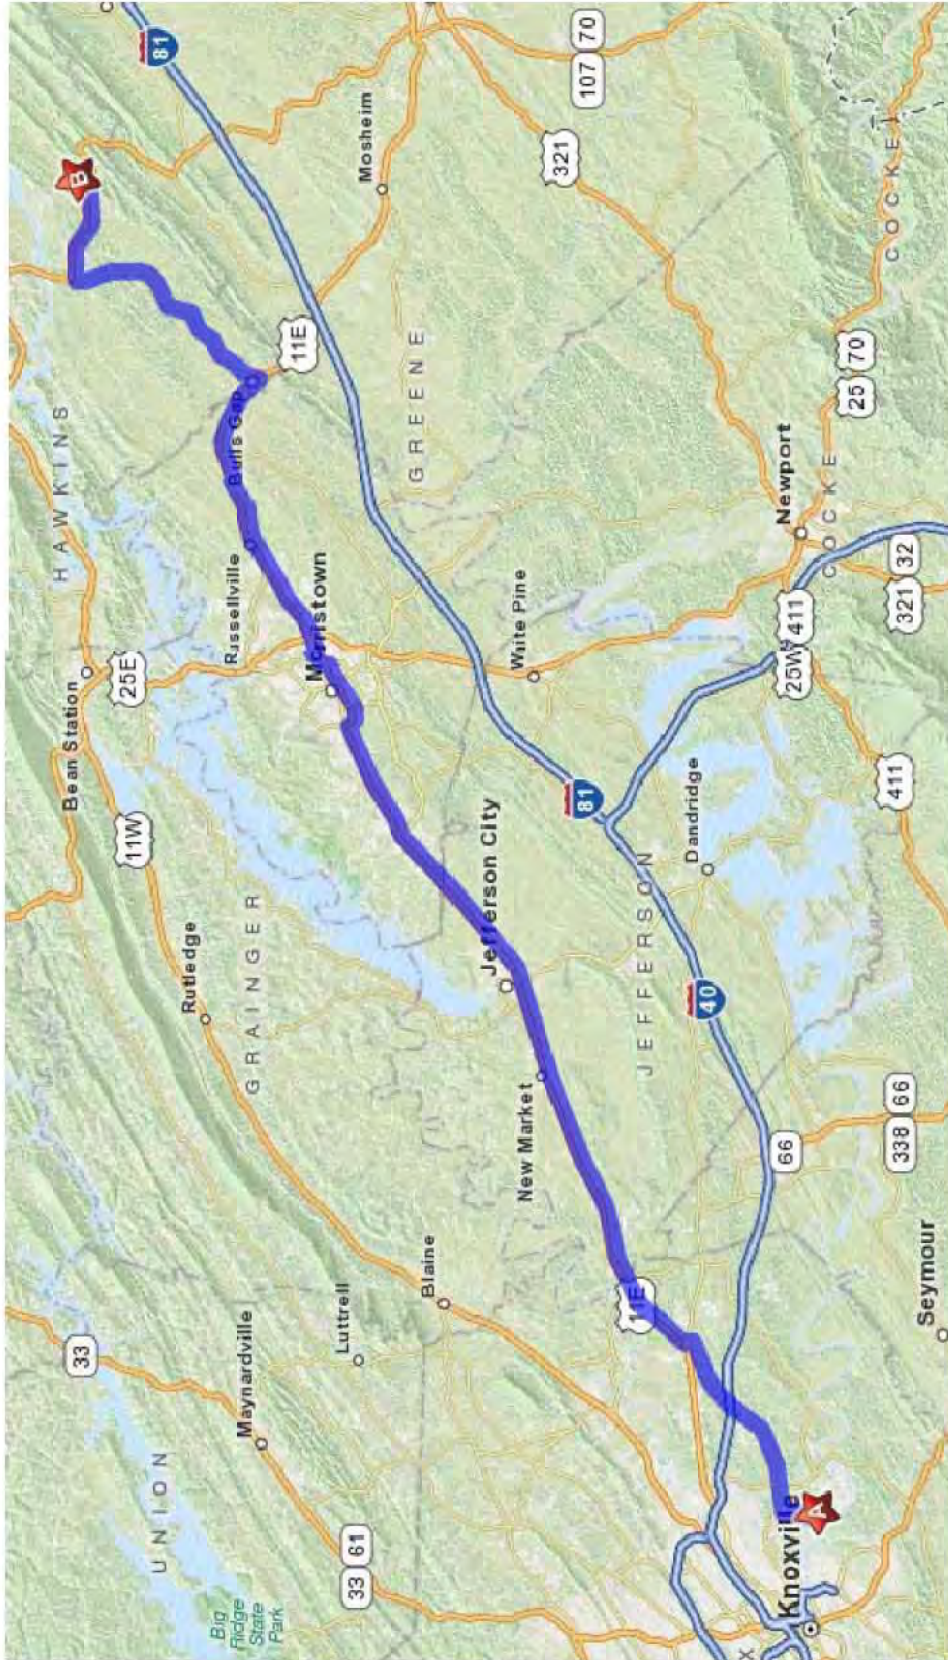 HAWKINS
33
Bean Station
25E
11W
B
81
UNION
Rutledge
Big
Ridge
State
Park
Maynardville
GRAINGER
Russellville
Bulls Gap
11E
Luttrell
33 61
Morristown
Mosheim
Blaine
GREENE
Jefferson City
New Market
White Pine
321
81
107 70
11E
JEFFERSON
Dandridge
40
66
Knoxville
A
Newport
25W 411
COCKE
25 70
COCKE
411
338 66
321 32
Seymour